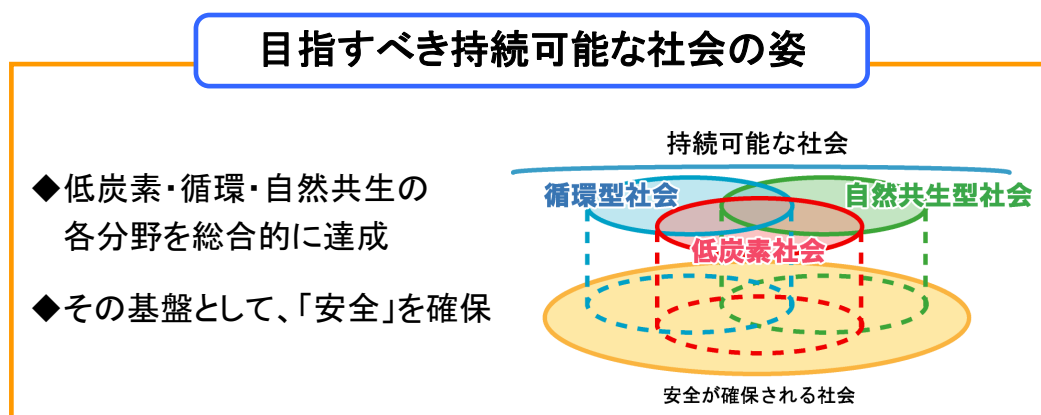 目指すべき持続可能な社会の姿
◆低炭素・循環・自然共生の
各分野を総合的に達成
◆その基盤として、「安全」を確保
持続可能な社会
循環型社会
自然共生型社会
低炭素社会
安全が確保される社会